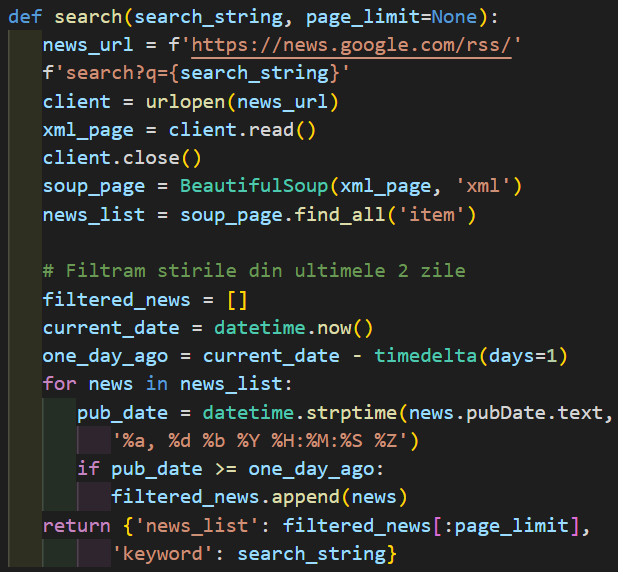 def search(search_string, page_limit=None):
    news_url = f'https://news.google.com/rss/'
    f'search?q={search_string}'
    client = urlopen(news_url)
    xml_page = client.read()
    client.close()
    soup_page = BeautifulSoup(xml_page, 'xml')
    news_list = soup_page.find_all('item')

    # Filtram stirile din ultimele 2 zile
    filtered_news = []
    current_date = datetime.now()
    one_day_ago = current_date - timedelta(days=1)
    for news in news_list:
       pub_date = datetime.strptime(news.pubDate.text,
          '%a, %d %b %Y %H:%M:%S %Z')
       if pub_date >= one_day_ago:
          filtered_news.append(news)
    return {'news_list': filtered_news[:page_limit],
          'keyword': search_string}